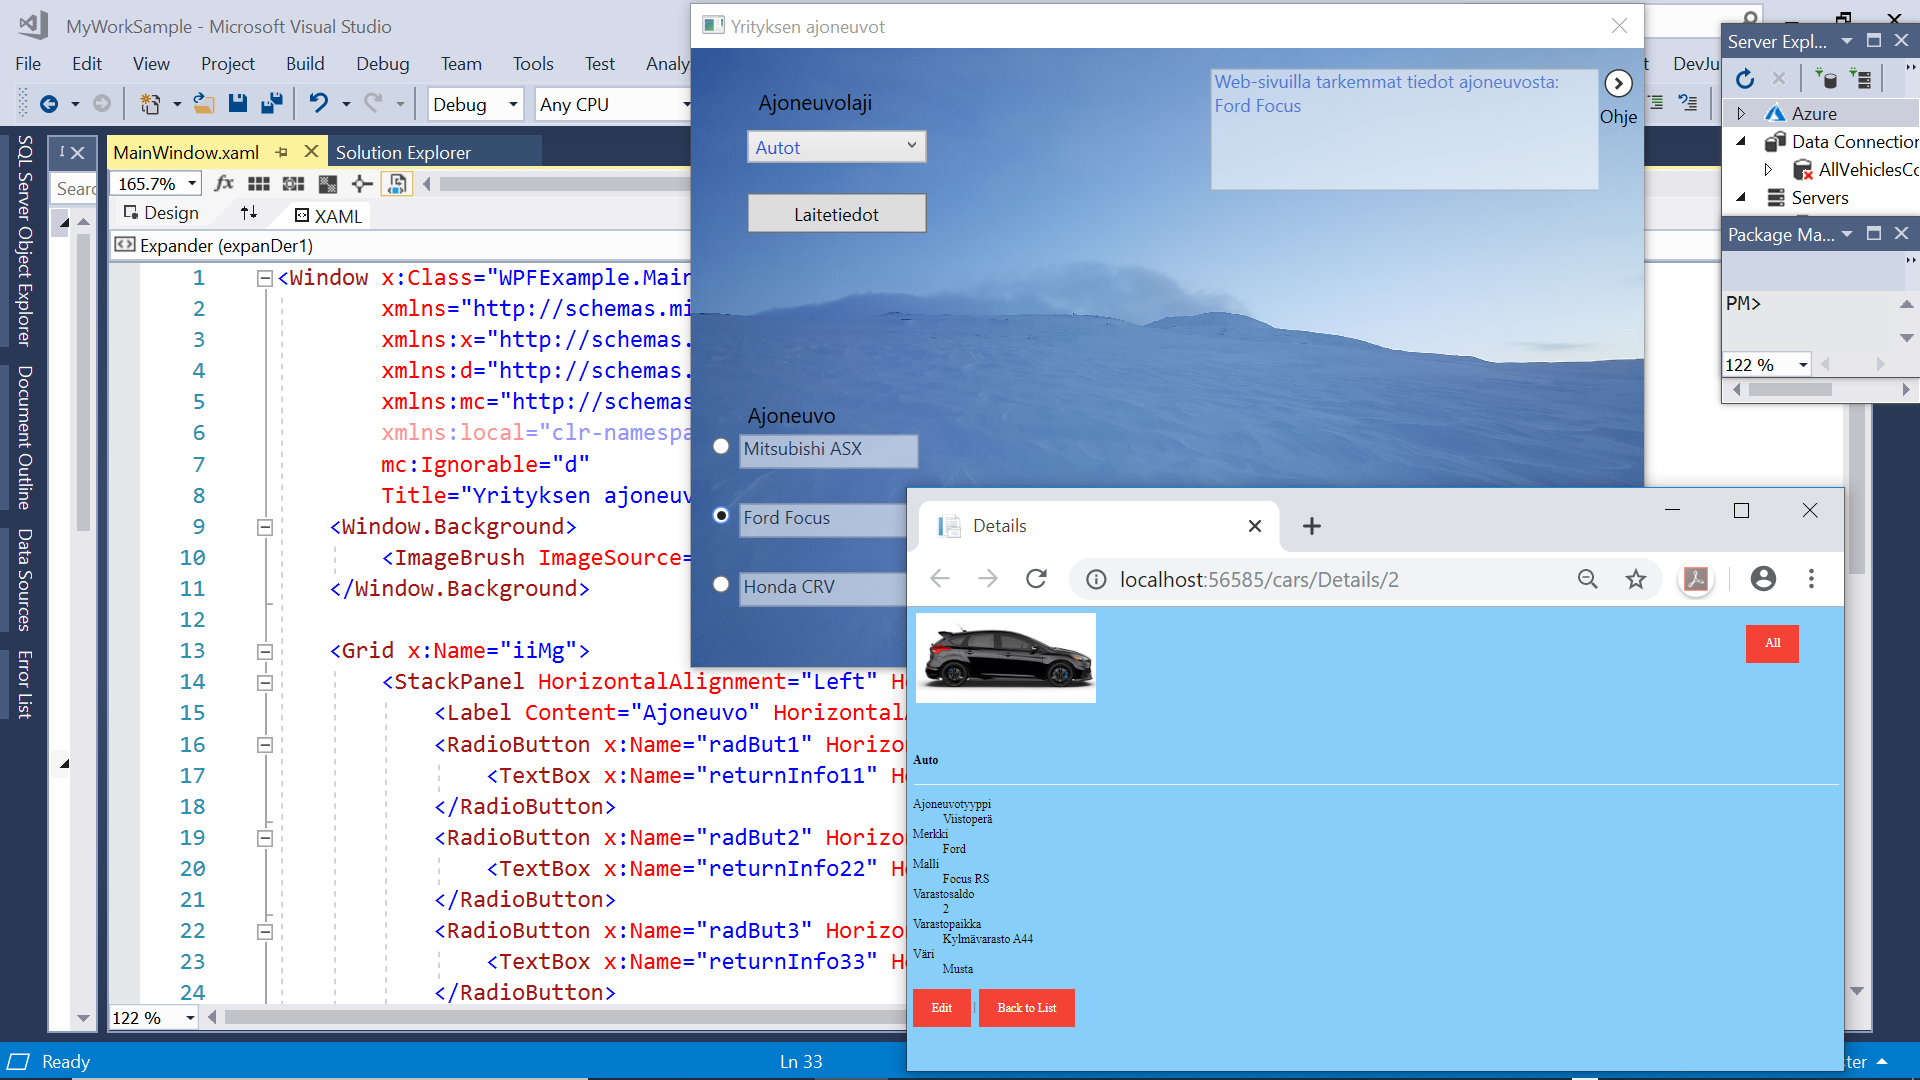 MyWorkSample - Microsoft Visual Studio
File Edit View Project Build Debug Team Tools Test Analy
DevJu
Debug Any CPU
SQL Server Object Explorer
Document Outline
Data Sources
Error List
Searc
MainWindow.xaml Solution Explorer
165.7%
fx
Design XAML
Expander (expanDer1)
1 <Window x:Class="WPFExample.Main
2 xmlns="http://schemas.mi
3 xmlns:x="http://schemas.
4 xmlns:d="http://schemas.
5 xmlns:mc="http://schemas
6 xmlns:local="clr-namespa
7 mc:Ignorable="d"
8 Title="Yrityksen ajoneuv
9 <Window.Background>
10 <ImageBrush ImageSource=
11 </Window.Background>
12
13 <Grid x:Name="iiMg">
14 <StackPanel HorizontalAlignment="Left" He
15 <Label Content="Ajoneuvo" HorizontalA
16 <RadioButton x:Name="radBut1" Horizo
17 <TextBox x:Name="returnInfo11" H
18 </RadioButton>
19 <RadioButton x:Name="radBut2" Horizo
20 <TextBox x:Name="returnInfo22" H
21 </RadioButton>
22 <RadioButton x:Name="radBut3" Horizo
23 <TextBox x:Name="returnInfo33" H
24 </RadioButton>
122 %
Ready Ln 33
Yrityksen ajoneuvot
Ajoneuvolaji
Autot
Laitetiedot
Web-sivuilla tarkemmat tiedot ajoneuvosta:
Ford Focus
Ohje
Ajoneuvo
Mitsubishi ASX
Ford Focus
Honda CRV
Server Expl...
Azure
Data Connection
AllVehiclesCo
Servers
Package Ma...
PM>
122 %
Details
localhost:56585/cars/Details/2
All
Auto
Ajoneuvotyyppi
Viistoperä
Merkki
Ford
Malli
Focus RS
Varastosaldo
2
Varastopaikka
Kylmävarasto A44
Väri
Musta
Edit | Back to List
ter